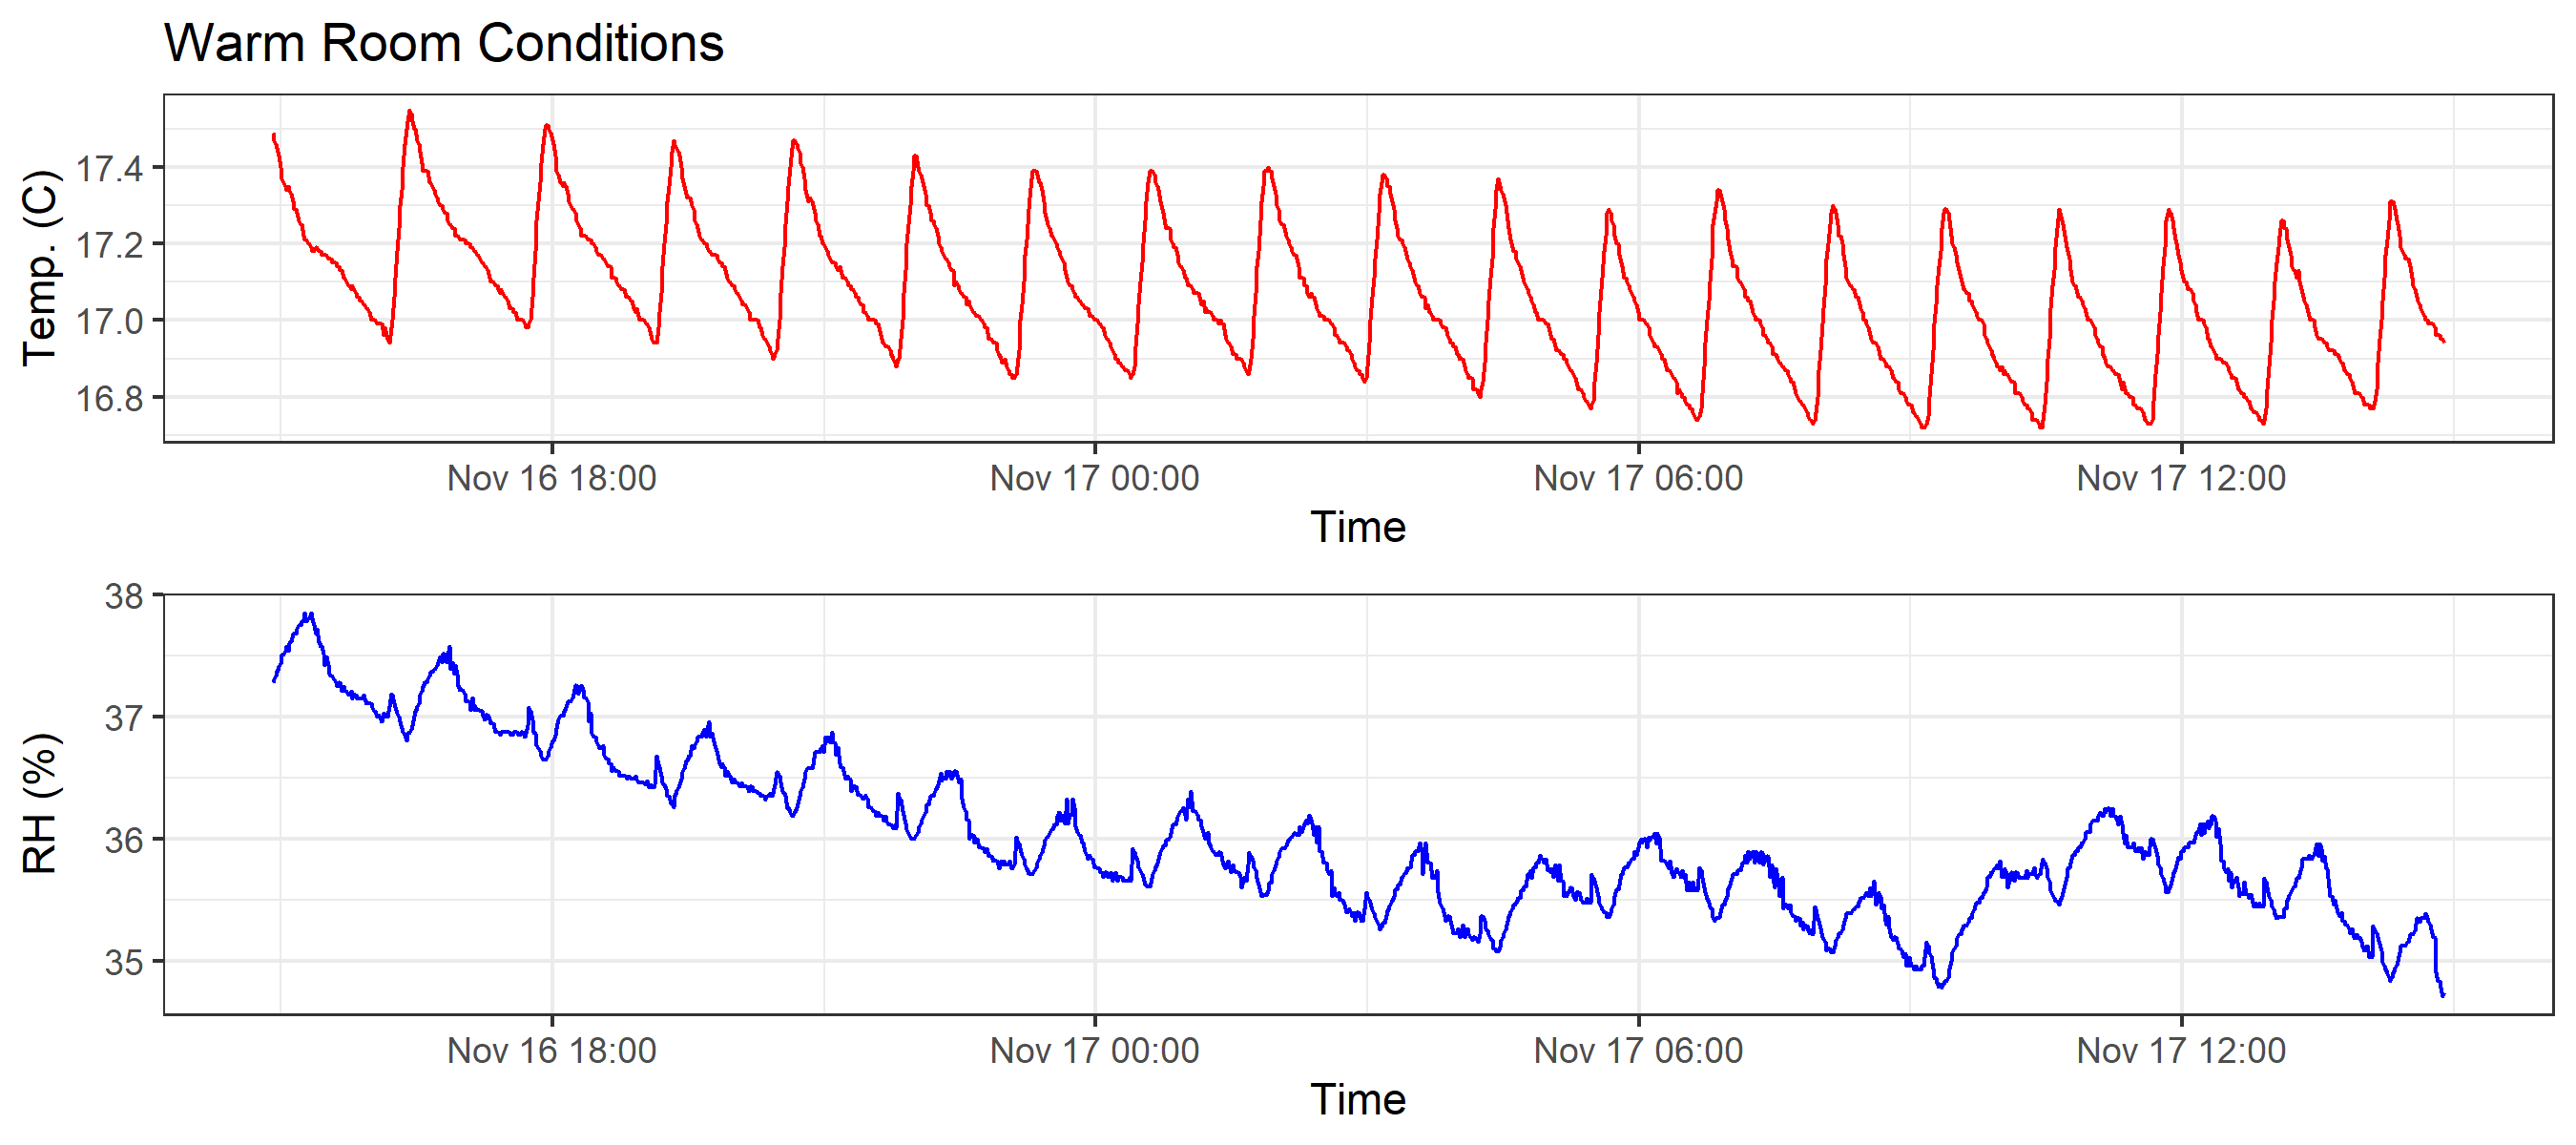 Warm Room Conditions
Temp. (C)
17.4
17.2
17.0
16.8
Nov 16 18:00 Nov 17 00:00 Nov 17 06:00 Nov 17 12:00
Time
RH (%)
38
37
36
35
Nov 16 18:00 Nov 17 00:00 Nov 17 06:00 Nov 17 12:00
Time